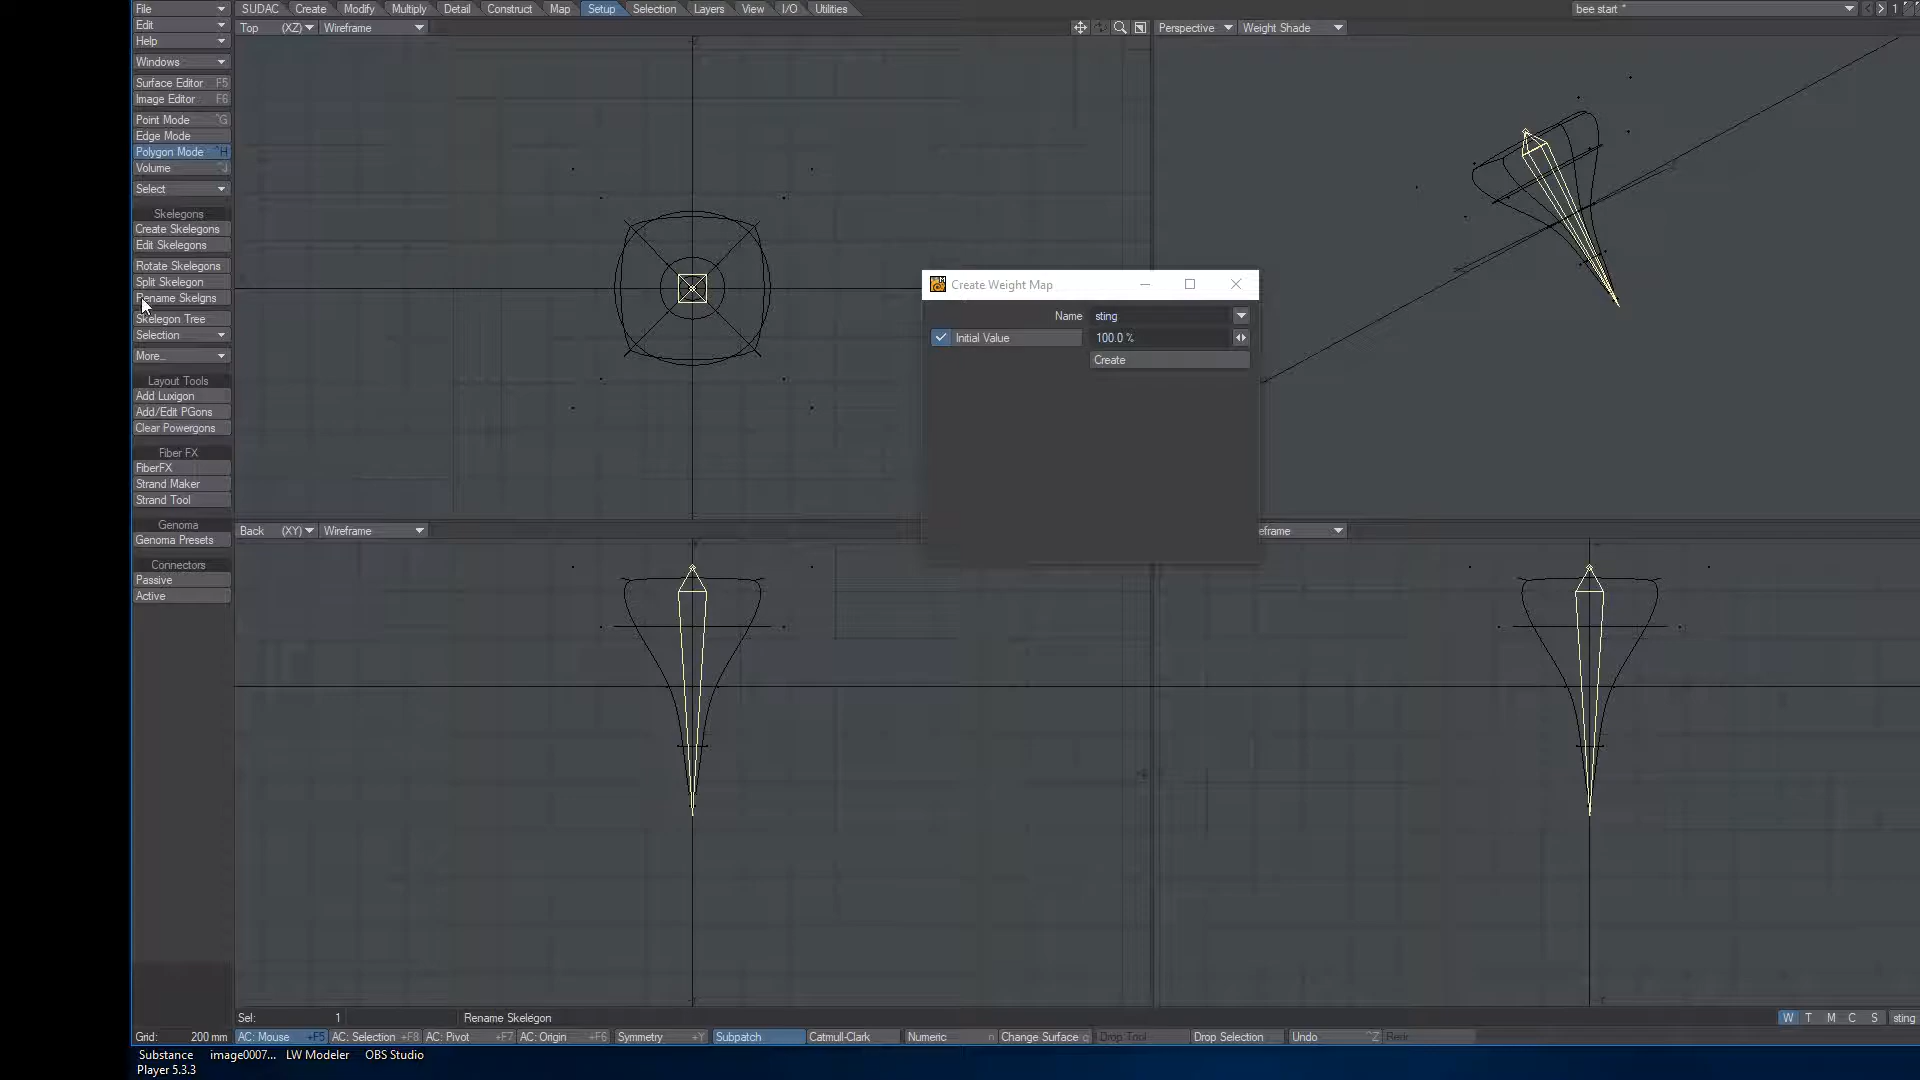 File SUDAC Create Modify Multiply Detail Construct Map Setup Selection Layers View I/O Utilities bee start * 1
Edit
Help
Top (XZ) Wireframe
Perspective Weight Shade
Windows
Surface Editor F5
Image Editor F6
Point Mode ^G
Edge Mode
Polygon Mode ^H
Volume ^J
Select
Skelegons
Create Skelegons
Edit Skelegons
Rotate Skelegons
Split Skelegon
Rename Skelgns
Skelegon Tree
Selection
More...
Layout Tools
Add Luxigon
Add/Edit PGons
Clear Powergons
Fiber FX
FiberFX
Strand Maker
Strand Tool
Genoma
Genoma Presets
Connectors
Passive
Active
Create Weight Map
Name sting
Initial Value 100.0 %
Create
Back (XY) Wireframe
eframe
Sel: 1 Rename Skelegon
W T M C S sting
Grid: 200 mm AC: Mouse +F5 AC: Selection +F8 AC: Pivot +F7 AC: Origin +F6 Symmetry +Y Subpatch Catmull-Clark Numeric n Change Surface q Drop Tool Drop Selection Undo ^Z
Substance image0007... LW Modeler OBS Studio
Player 5.3.3